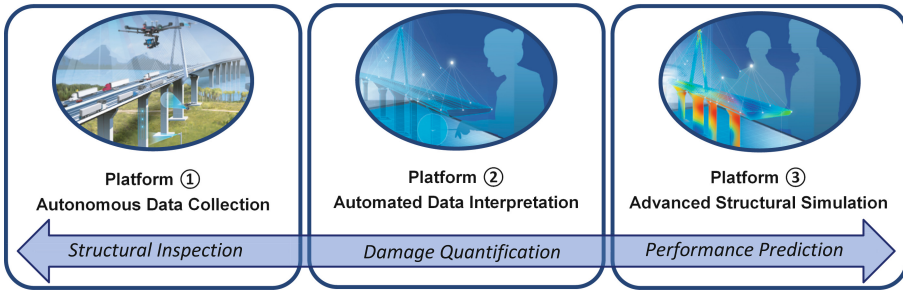 Platform ①
Autonomous Data Collection
Platform ②
Automated Data Interpretation
Platform ③
Advanced Structural Simulation
Structural Inspection
Damage Quantification
Performance Prediction